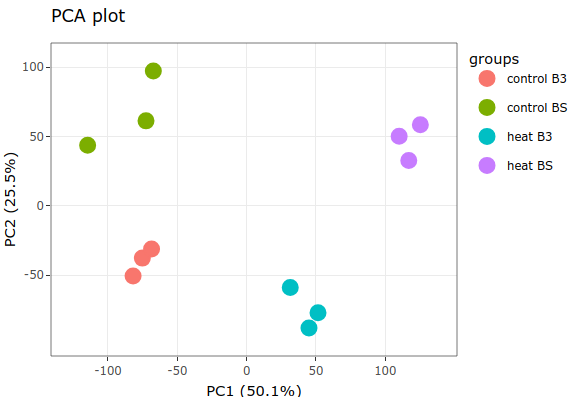 PCA plot
groups
control B3
control BS
heat B3
heat BS
100
50
0
-50
PC2 (25.5%)
-100
-50
0
50
100
PC1 (50.1%)